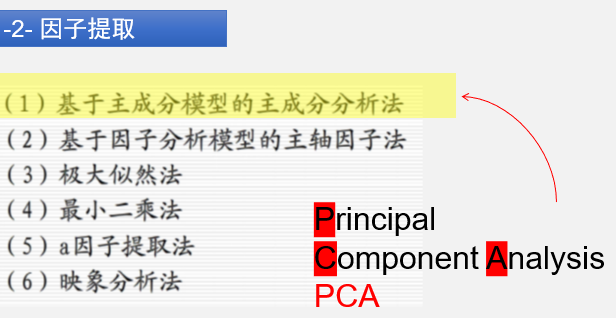 -2- 因子提取
(1) 基于主成分模型的主成分分析法
(2) 基于因子分析模型的主轴因子法
(3) 极大似然法
(4) 最小二乘法
(5) a因子提取法
(6) 映象分析法
Principal
Component Analysis
PCA